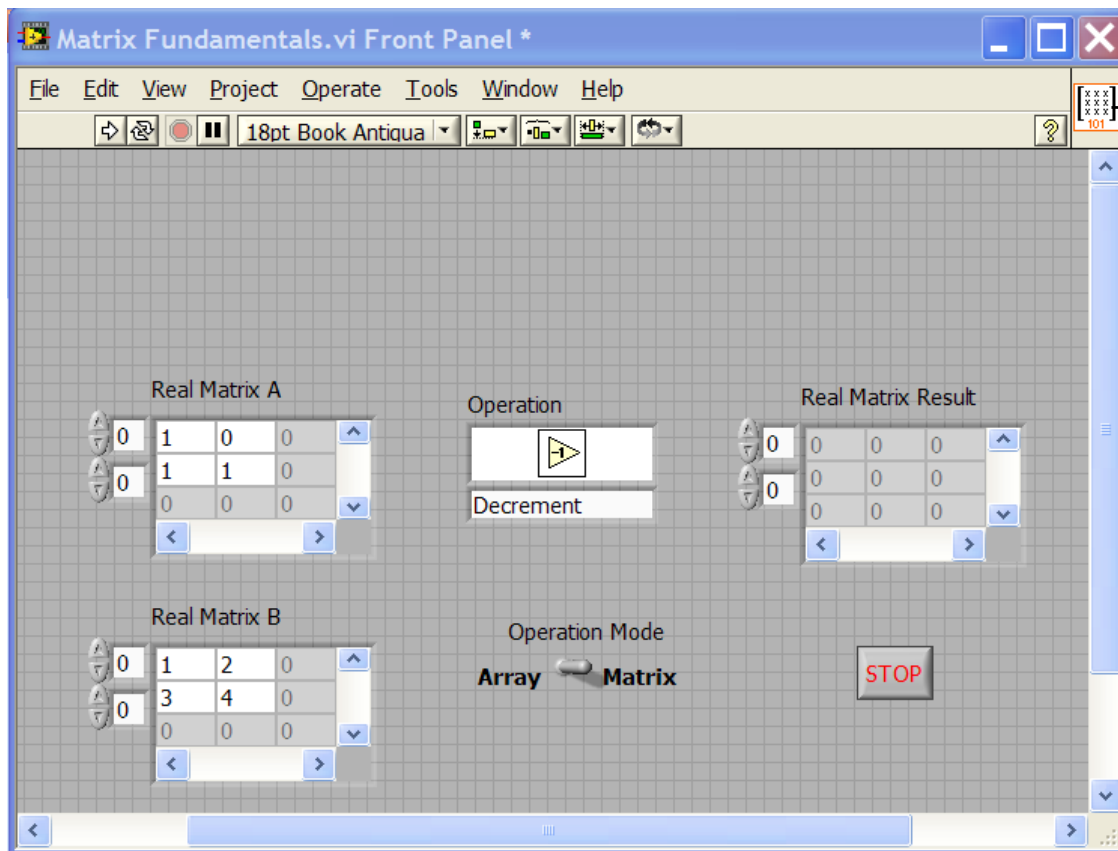 Matrix Fundamentals.vi Front Panel *
File Edit View Project Operate Tools Window Help
18pt Book Antiqua
?
x x x
x x x
x x x
101
Real Matrix A
0 1 0 0
0 1 1 0
0 0 0
Operation
-1
Decrement
Real Matrix Result
0 0 0 0
0 0 0 0
0 0 0
Real Matrix B
0 1 2 0
0 3 4 0
0 0 0
Operation Mode
Array Matrix
STOP